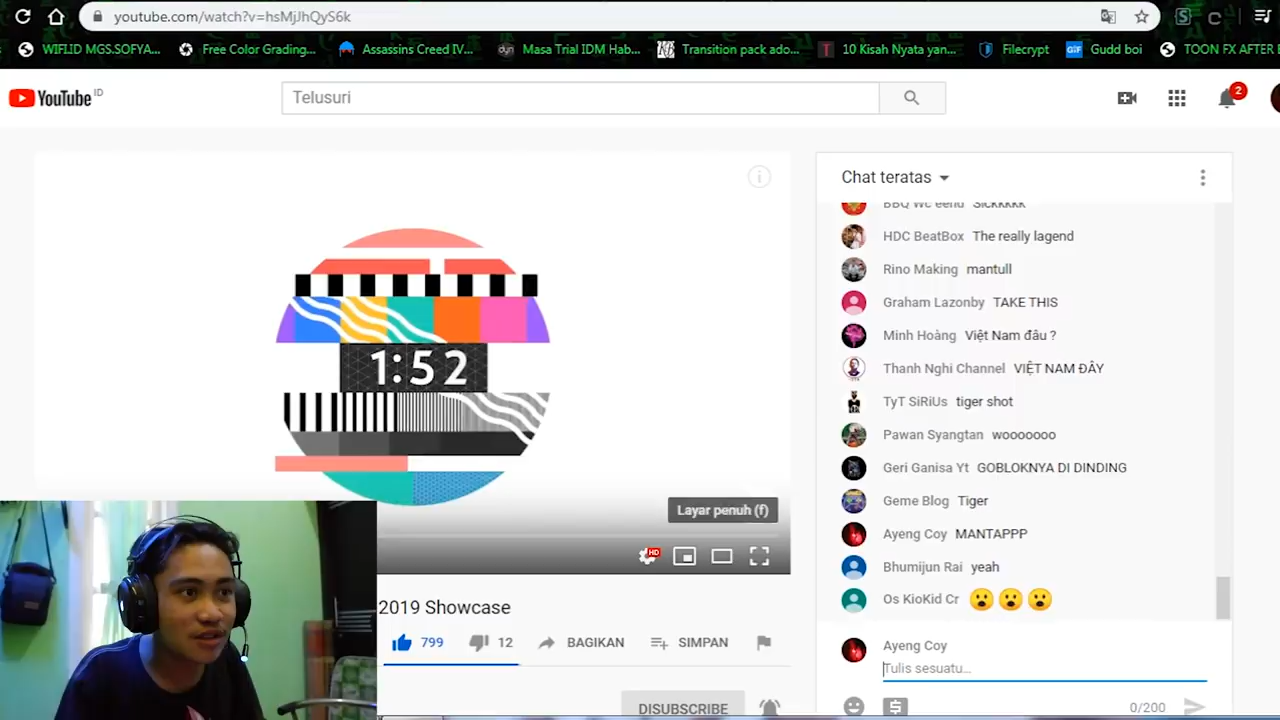 youtube.com/watch?v=hsMjJhQyS6k
WIFI.ID MGS.SOFYA...
Free Color Grading...
Assassins Creed IV...
Masa Trial IDM Hab...
Transition pack ado...
10 Kisah Nyata yan...
Filecrypt
Gudd boi
TOON FX AFTER E
YouTube ID
Telusuri
2
1:52
Layar penuh (f)
HD
2019 Showcase
799
12
BAGIKAN
SIMPAN
DISUBSCRIBE
Chat teratas
BBQ Wc eend Sickkkkk
HDC BeatBox The really lagend
Rino Making mantull
Graham Lazonby TAKE THIS
Minh Hoàng Việt Nam đâu ?
Thanh Nghi Channel VIỆT NAM ĐÂY
TyT SiRiUs tiger shot
Pawan Syangtan wooooooo
Geri Ganisa Yt GOBLOKNYA DI DINDING
Geme Blog Tiger
Ayeng Coy MANTAPPP
Bhumijun Rai yeah
Os KioKid Cr 😮😮😮
Ayeng Coy
Tulis sesuatu...
0/200